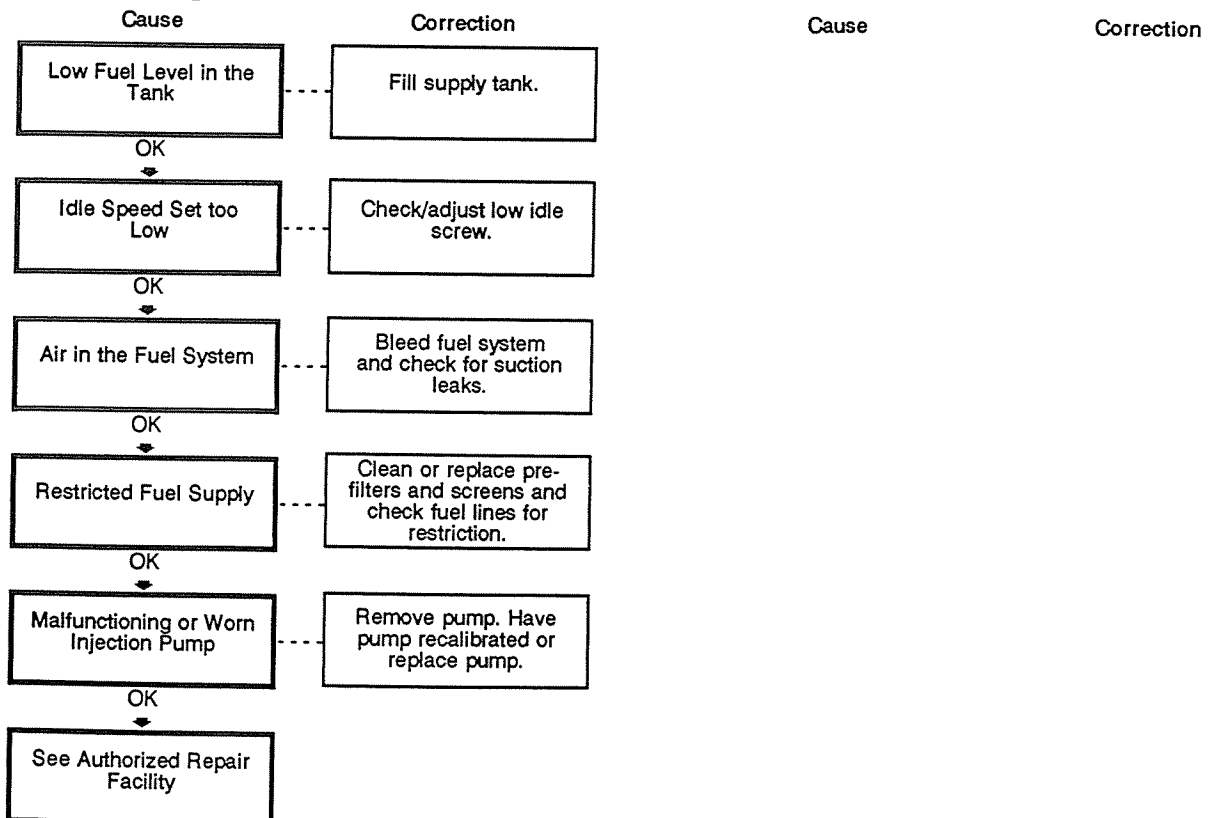 Cause
Correction
Cause
Correction
Low Fuel Level in the
Tank
Fill supply tank.
OK
Idle Speed Set too
Low
Check/adjust low idle
screw.
OK
Air in the Fuel System
Bleed fuel system
and check for suction
leaks.
OK
Restricted Fuel Supply
Clean or replace pre-
filters and screens and
check fuel lines for
restriction.
OK
Malfunctioning or Worn
Injection Pump
Remove pump. Have
pump recalibrated or
replace pump.
OK
See Authorized Repair
Facility